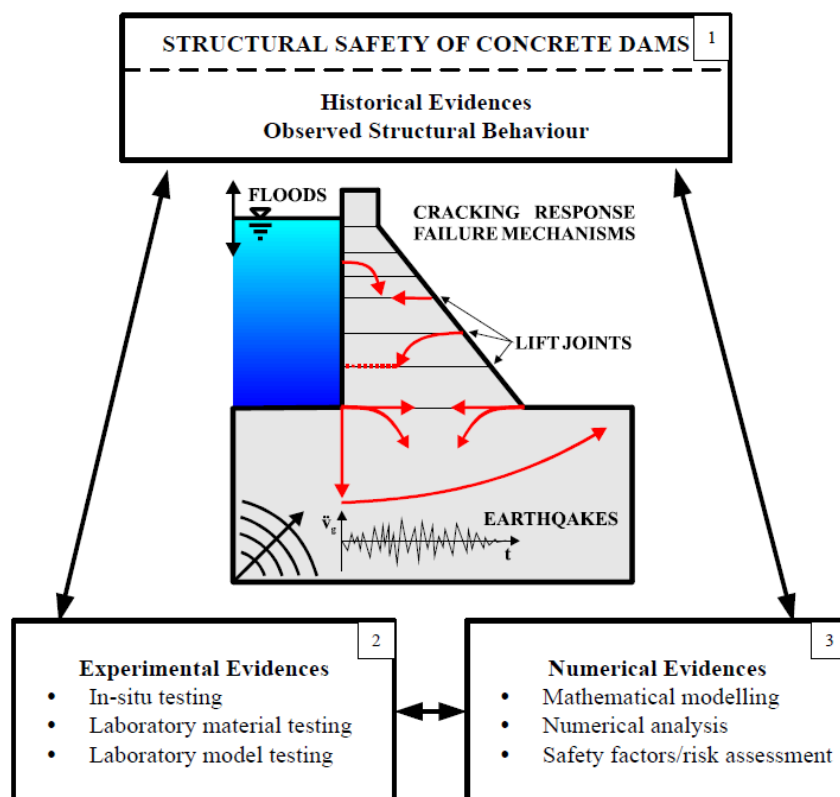 STRUCTURAL SAFETY OF CONCRETE DAMS
1
Historical Evidences
Observed Structural Behaviour
FLOODS
CRACKING RESPONSE
FAILURE MECHANISMS
LIFT JOINTS
v̈g
EARTHQAKES
t
2
Experimental Evidences
• In-situ testing
• Laboratory material testing
• Laboratory model testing
3
Numerical Evidences
• Mathematical modelling
• Numerical analysis
• Safety factors/risk assessment